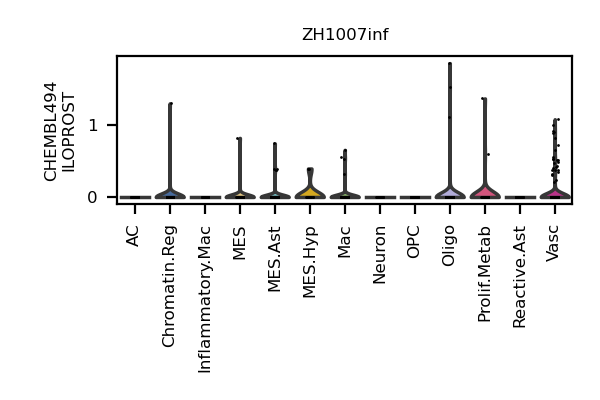 ZH1007inf
CHEMBL494
ILOPROST
1
0
AC
Chromatin.Reg
Inflammatory.Mac
MES
MES.Ast
MES.Hyp
Mac
Neuron
OPC
Oligo
Prolif.Metab
Reactive.Ast
Vasc